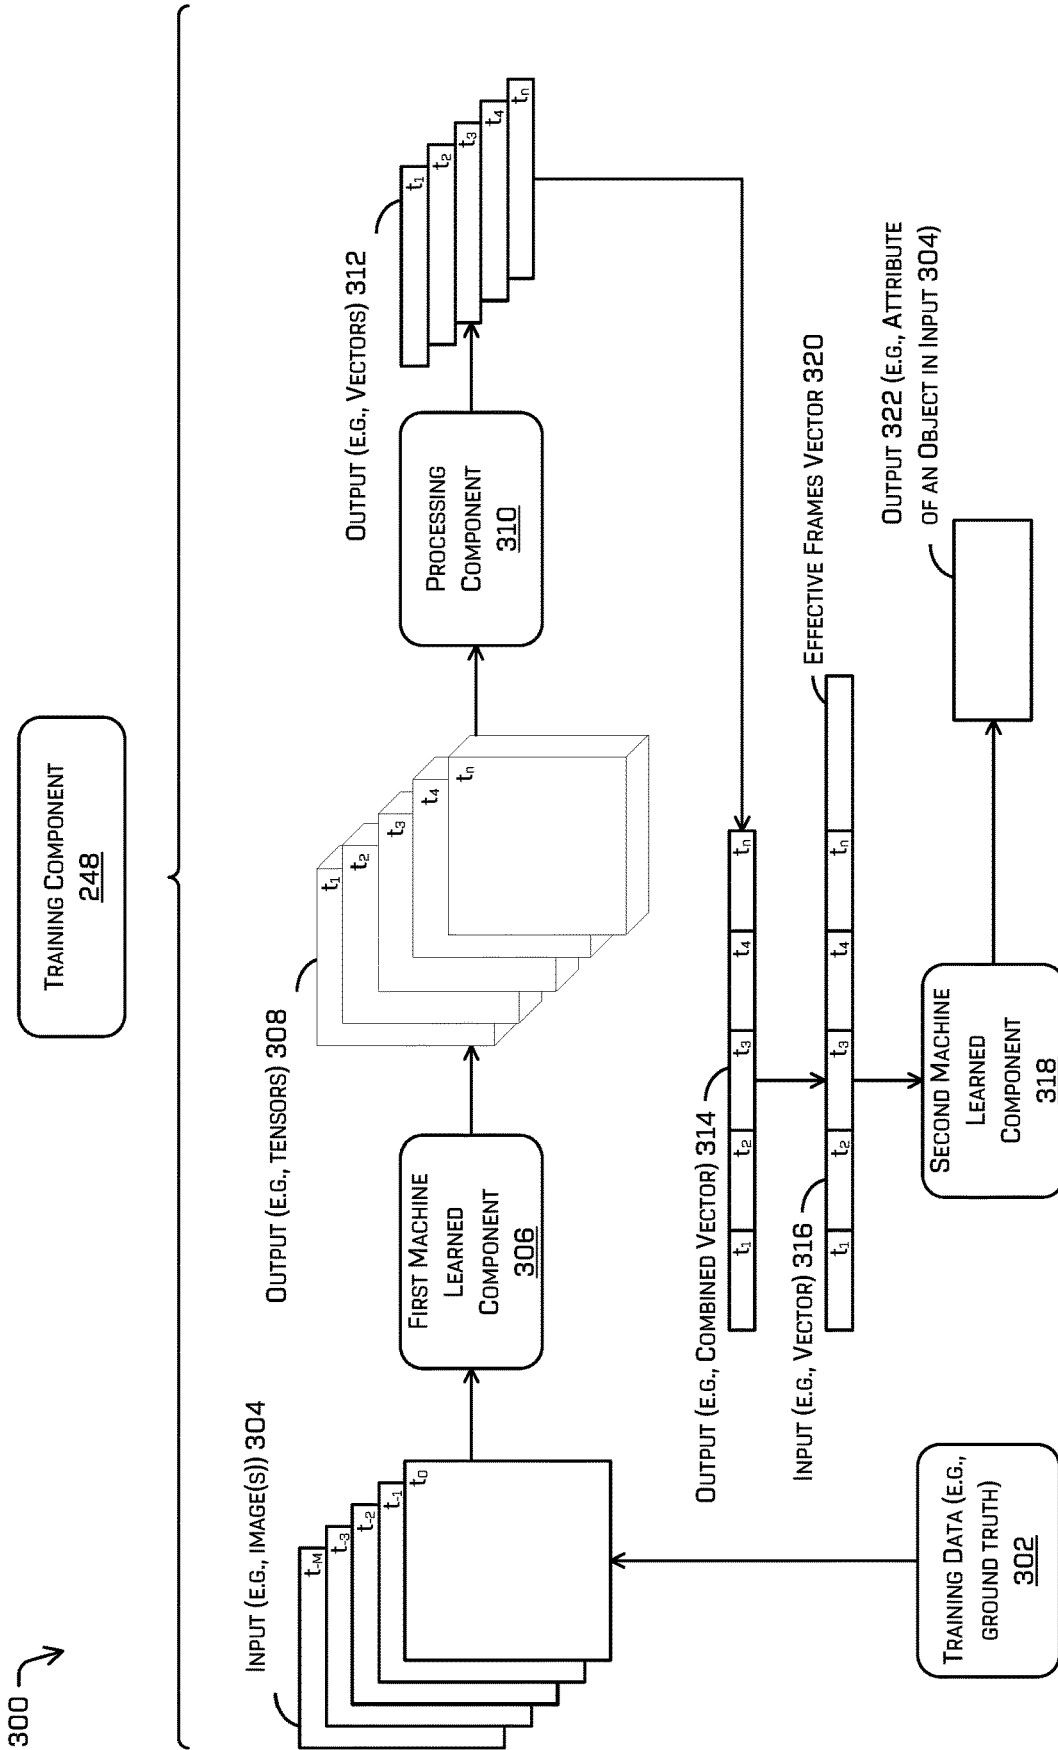 300
TRAINING COMPONENT
248
INPUT (E.G., IMAGE(S)) 304
t-M
t-3
t-2
t-1
t0
FIRST MACHINE
LEARNED
COMPONENT
306
OUTPUT (E.G., TENSORS) 308
t1
t2
t3
t4
tn
PROCESSING
COMPONENT
310
OUTPUT (E.G., VECTORS) 312
t1
t2
t3
t4
tn
OUTPUT (E.G., COMBINED VECTOR) 314
t1
t2
t3
t4
tn
INPUT (E.G., VECTOR) 316
t1
t2
t3
t4
tn
EFFECTIVE FRAMES VECTOR 320
TRAINING DATA (E.G.,
GROUND TRUTH)
302
SECOND MACHINE
LEARNED
COMPONENT
318
OUTPUT 322 (E.G., ATTRIBUTE
OF AN OBJECT IN INPUT 304)